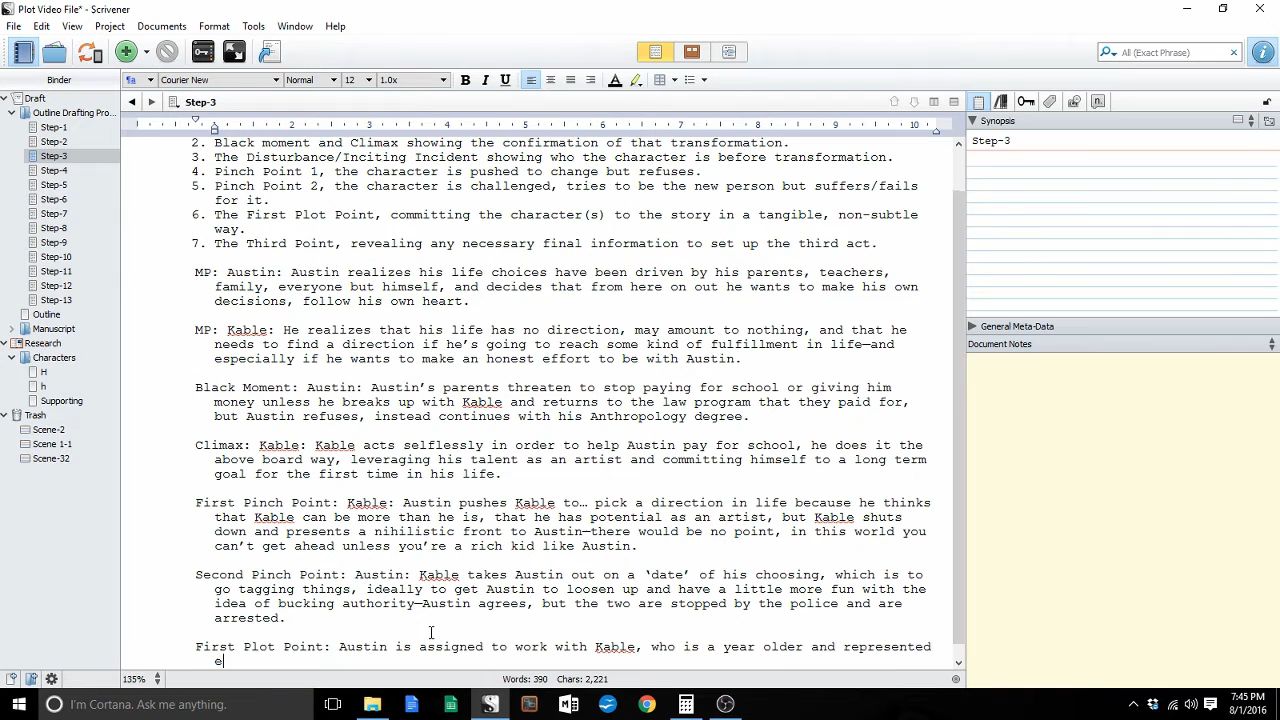 Plot Video File* - Scrivener
File Edit View Project Documents Format Tools Window Help
All (Exact Phrase)
Binder
Courier New Normal 12 1.0x B I U A
Draft
Outline Drafting Pro...
Step-1
Step-2
Step-3
Step-4
Step-5
Step-6
Step-7
Step-8
Step-9
Step-10
Step-11
Step-12
Step-13
Outline
Manuscript
Research
Characters
H
h
Supporting
Trash
Scene-2
Scene 1-1
Scene-32
Step-3
2 3 4 5 6 7 8 9 10
2. Black mment and Climax showing the confirmation of that transformation.
3. The Disturbance/Inciting Incident showing who the character is before transformation.
4. Pinch Point 1, the character is pushed to change but refuses.
5. Pinch Point 2, the character is challenged, tries to be the new person but suffers/fails
for it.
6. The First Plot Point, committing the character(s) to the story in a tangible, non-subtle
way.
7. The Third Point, revealing any necessary final information to set up the third act.
MP: Austin: Austin realizes his life choices have been driven by his parents, teachers,
family, everyone but himself, and decides that from here on out he wants to make his own
decisions, follow his own heart.
MP: Kable: He realizes that his life has no direction, may amount to nothing, and that he
needs to find a direction if he's going to reach some kind of fulfillment in life—and
especially if he wants to make an honest effort to be with Austin.
Black Moment: Austin: Austin's parents threaten to stop paying for school or giving him
money unless he breaks up with Kable and returns to the law program that they paid for,
but Austin refuses, instead continues with his Anthropology degree.
Climax: Kable: Kable acts selflessly in order to help Austin pay for school, he does it the
above board way, leveraging his talent as an artist and committing himself to a long term
goal for the first time in his life.
First Pinch Point: Kable: Austin pushes Kable to… pick a direction in life because he thinks
that Kable can be more than he is, that he has potential as an artist, but Kable shuts
down and presents a nihilistic front to Austin—there would be no point, in this world you
can't get ahead unless you're a rich kid like Austin.
Second Pinch Point: Austin: Kable takes Austin out on a 'date' of his choosing, which is to
go tagging things, ideally to get Austin to loosen up and have a little more fun with the
idea of bucking authority—Austin agrees, but the two are stopped by the police and are
arrested.
First Plot Point: Austin is assigned to work with Kable, who is a year older and represented
e
135%
Words: 390 Chars: 2,221
Synopsis
Step-3
General Meta-Data
Document Notes
I'm Cortana. Ask me anything.
7:45 PM
8/1/2016